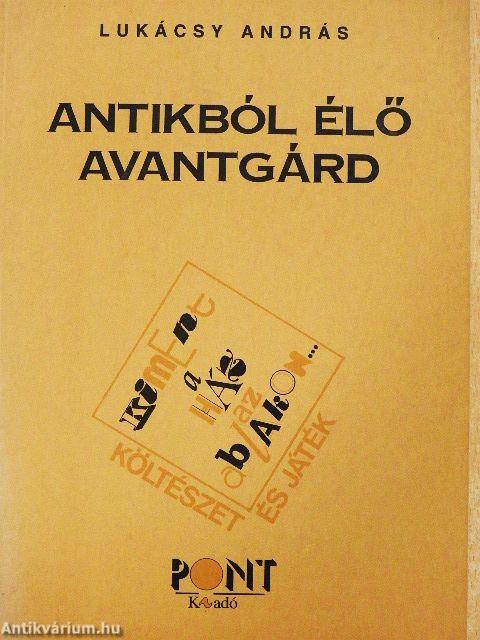 LUKÁCSY ANDRÁS
ANTIKBÓL ÉLŐ
AVANTGÁRD
KimEnt
a
HÁZ
az
AbLAkON...
KÖLTÉSZET
ÉS JÁTÉK
PONT
Kiadó
Antikvárium.hu